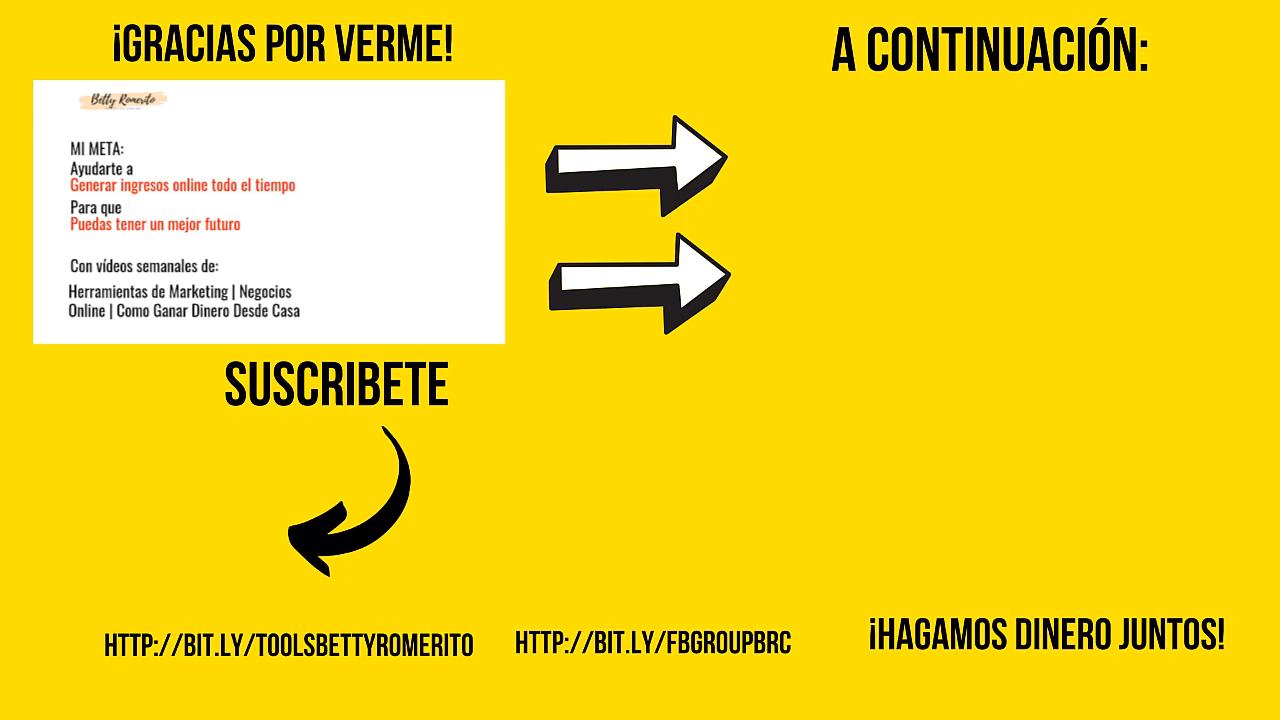 ¡GRACIAS POR VERME!
A CONTINUACIÓN:
Betty Romerito
MI META:
Ayudarte a
Generar ingresos online todo el tiempo
Para que
Puedas tener un mejor futuro
Con vídeos semanales de:
Herramientas de Marketing | Negocios
Online | Como Ganar Dinero Desde Casa
SUSCRIBETE
HTTP://BIT.LY/TOOLSBETTYROMERITO
HTTP://BIT.LY/FBGROUPBRC
¡HAGAMOS DINERO JUNTOS!